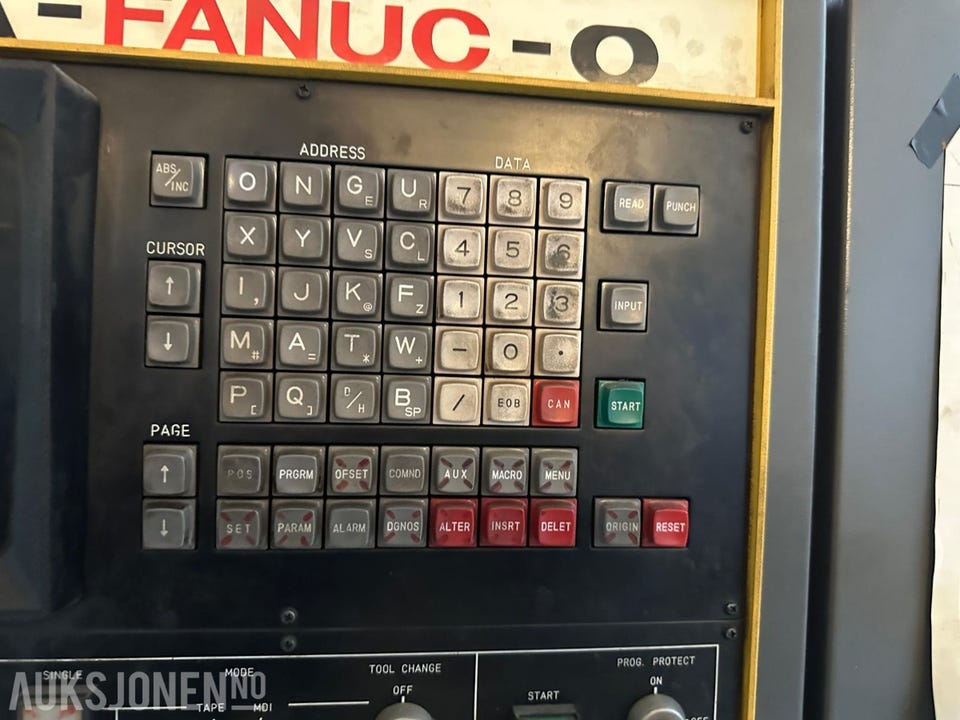 A-FANUC-O
ADDRESS DATA
ABS/INC O N G E U R 7 8 9 READ PUNCH
X Y V S C L 4 5 6
CURSOR
↑ I , J K @ F Z 1 2 3 INPUT
↓ M # A = T * W + - 0 .
P [ Q ] D/H B SP / EOB CAN START
PAGE
↑ POS PRGRM OFSET COMND AUX MACRO MENU
↓ SET PARAM ALARM DGNOS ALTER INSRT DELET ORIGIN RESET
SINGLE MODE TOOL CHANGE PROG. PROTECT
OFF START ON
TAPE MDI OFF
AUKSJONEN.NO